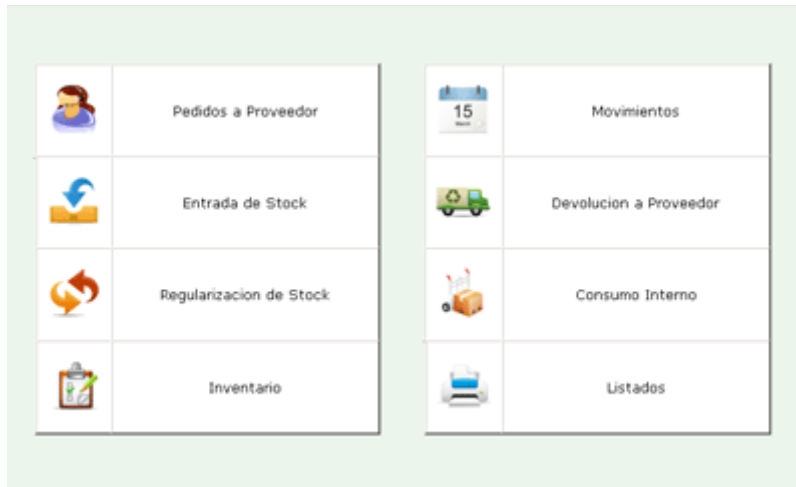 Pedidos a Proveedor
Entrada de Stock
Regularizacion de Stock
Inventario
15
Movimientos
Devolucion a Proveedor
Consumo Interno
Listados